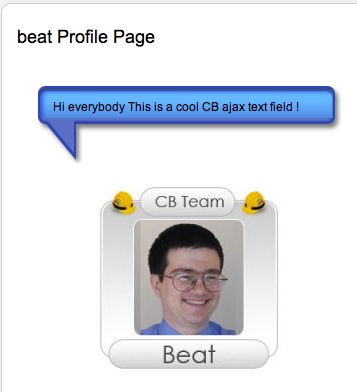 beat Profile Page
Hi everybody This is a cool CB ajax text field !
CB Team
Beat